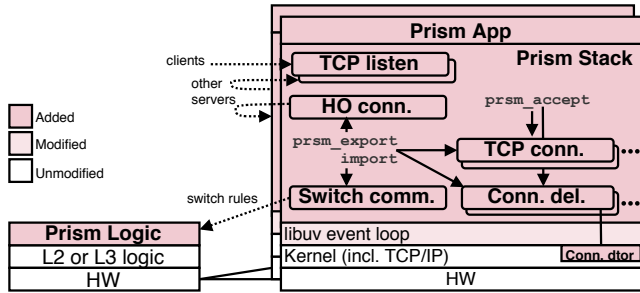 Prism App
Prism Stack
clients
TCP listen
other
servers
HO conn.
prsm_accept
Added
Modified
Unmodified
prsm_export
import
TCP conn.
switch rules
Switch comm.
Conn. del.
Prism Logic
libuv event loop
L2 or L3 logic
Kernel (incl. TCP/IP)
Conn. dtor
HW
HW